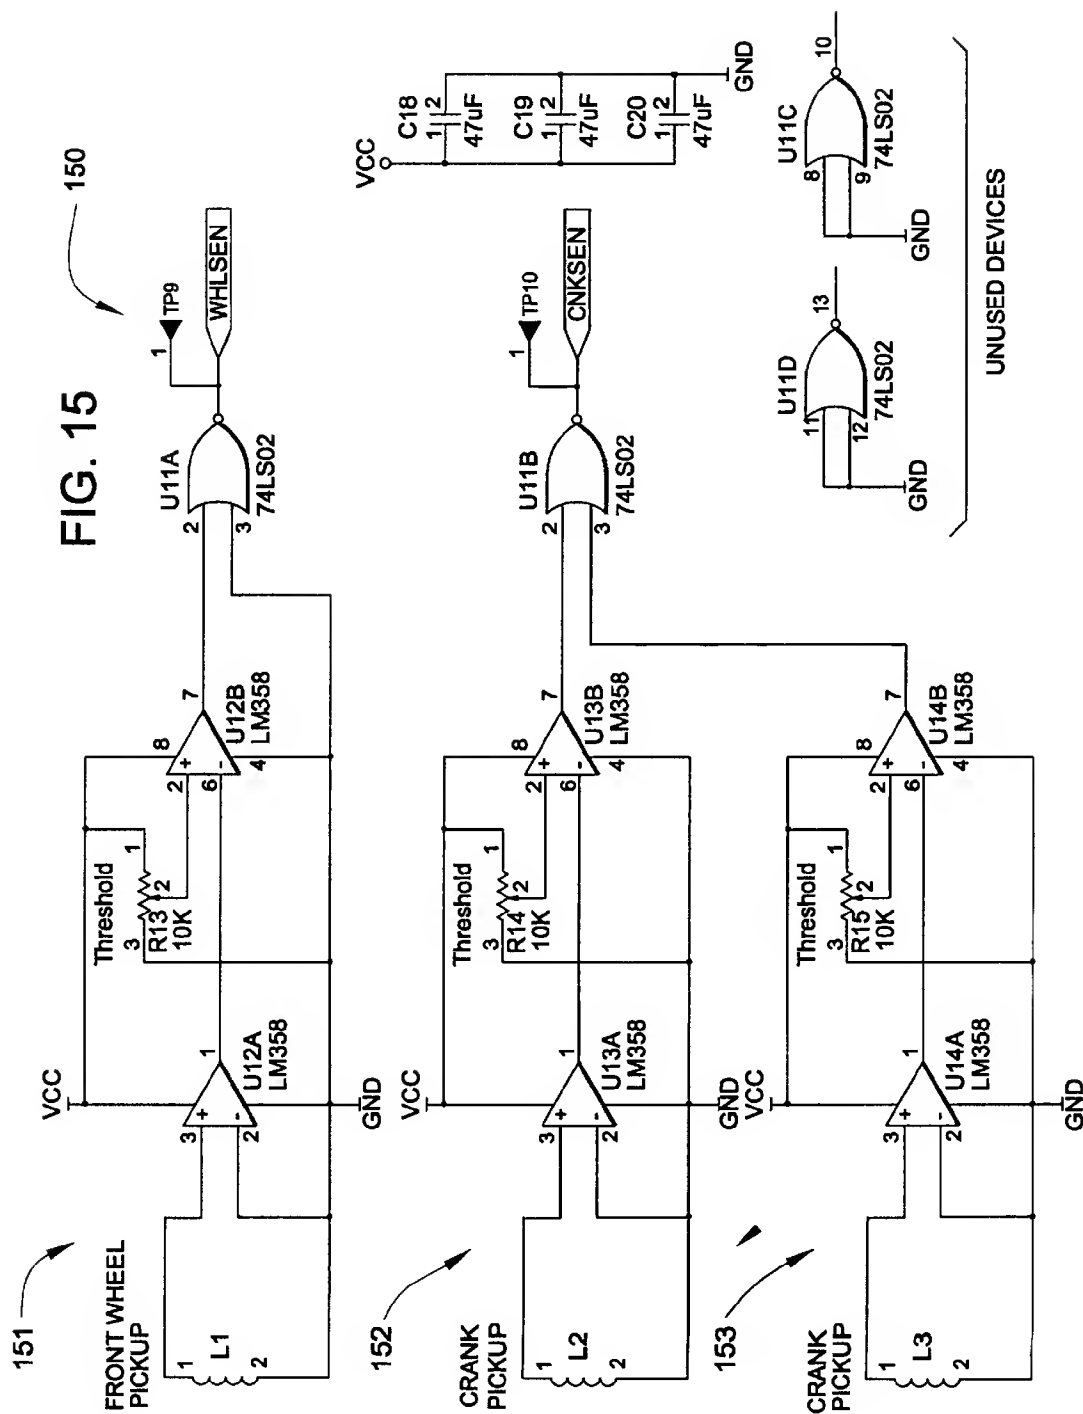 FIG. 15
150
151
FRONT WHEEL
PICKUP
1
L1
2
VCC
3
+
-
2
1
U12A
LM358
GND
Threshold
3
1
2
R13
10K
8
2
+
6
-
4
7
U12B
LM358
2
3
U11A
74LS02
1
TP9
WHLSEN
152
CRANK
PICKUP
1
L2
2
VCC
3
+
-
2
1
U13A
LM358
GND
Threshold
3
1
2
R14
10K
8
2
+
6
-
4
7
U13B
LM358
2
3
U11B
74LS02
1
TP10
CNKSEN
153
CRANK
PICKUP
1
L3
2
VCC
3
+
-
2
1
U14A
LM358
GND
Threshold
3
1
2
R15
10K
8
2
+
6
-
4
7
U14B
LM358
VCC
C18
1 2
47uF
C19
1 2
47uF
C20
1 2
47uF
GND
U11D
11
12
13
74LS02
GND
U11C
8
9
10
74LS02
GND
UNUSED DEVICES